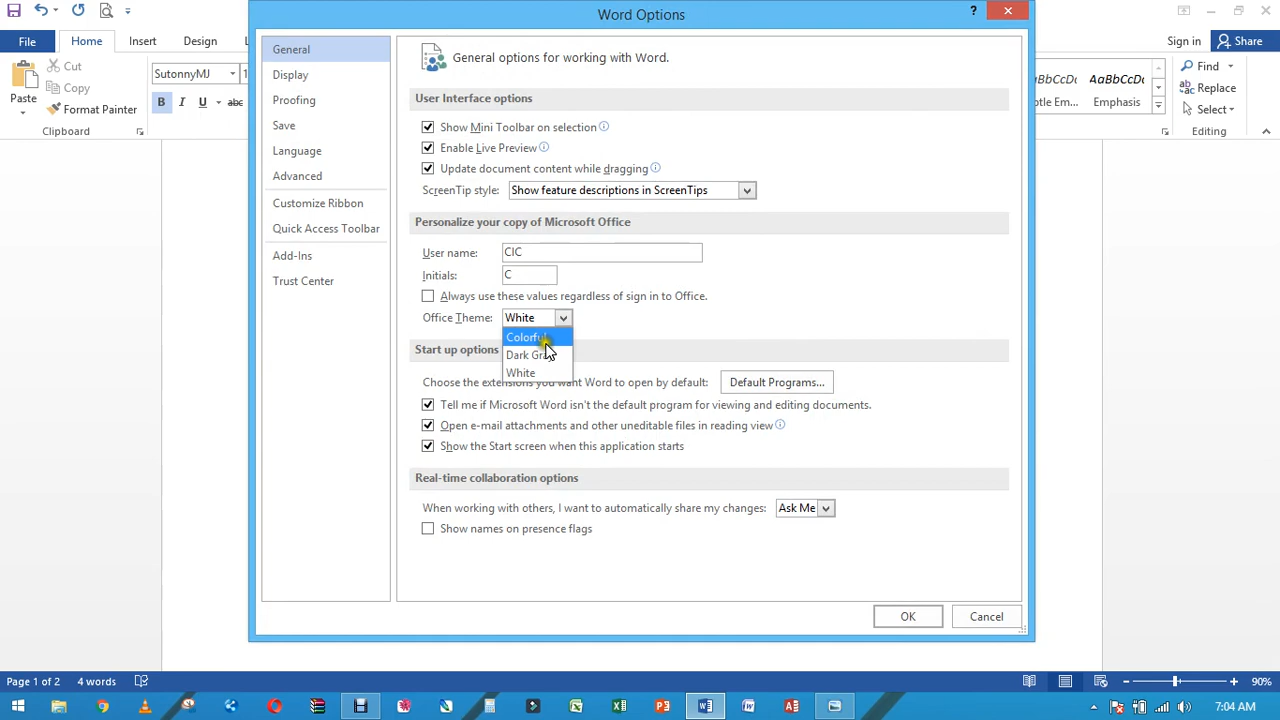 Word Options
?
File
Home
Insert
Design
Sign in
Share
Paste
Cut
Copy
Format Painter
Clipboard
SutonnyMJ
B I U abc
AaBbCcDc
AaBbCcDc
Emphasis
Find
Replace
Select
Editing
General
Display
Proofing
Save
Language
Advanced
Customize Ribbon
Quick Access Toolbar
Add-Ins
Trust Center
General options for working with Word.
User Interface options
Show Mini Toolbar on selection
Enable Live Preview
Update document content while dragging
ScreenTip style: Show feature descriptions in ScreenTips
Personalize your copy of Microsoft Office
User name: CIC
Initials: C
Always use these values regardless of sign in to Office.
Office Theme: White
Colorful
Dark
White
Start up options
Choose the extensions you want Word to open by default: Default Programs...
Tell me if Microsoft Word isn't the default program for viewing and editing documents.
Open e-mail attachments and other uneditable files in reading view
Show the Start screen when this application starts
Real-time collaboration options
When working with others, I want to automatically share my changes: Ask Me
Show names on presence flags
OK
Cancel
Page 1 of 2 4 words
90%
7:04 AM